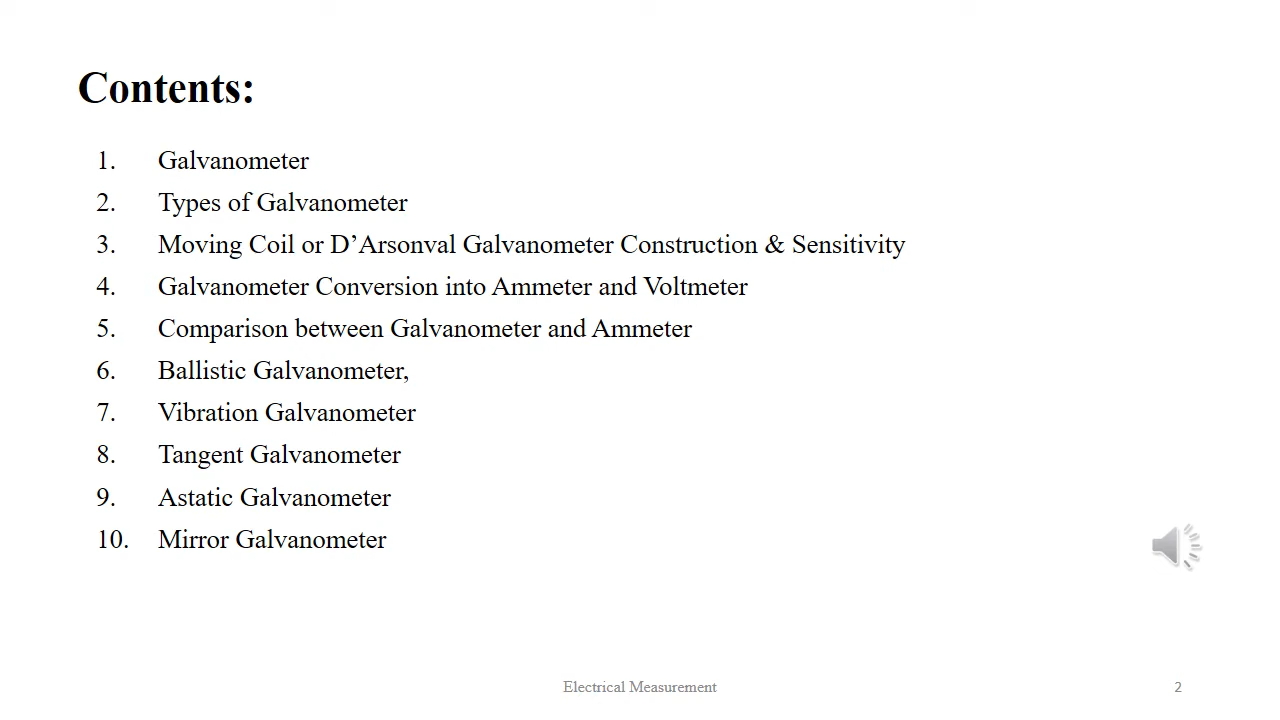 Contents:
1. Galvanometer
2. Types of Galvanometer
3. Moving Coil or D’Arsonval Galvanometer Construction & Sensitivity
4. Galvanometer Conversion into Ammeter and Voltmeter
5. Comparison between Galvanometer and Ammeter
6. Ballistic Galvanometer,
7. Vibration Galvanometer
8. Tangent Galvanometer
9. Astatic Galvanometer
10. Mirror Galvanometer
Electrical Measurement
2